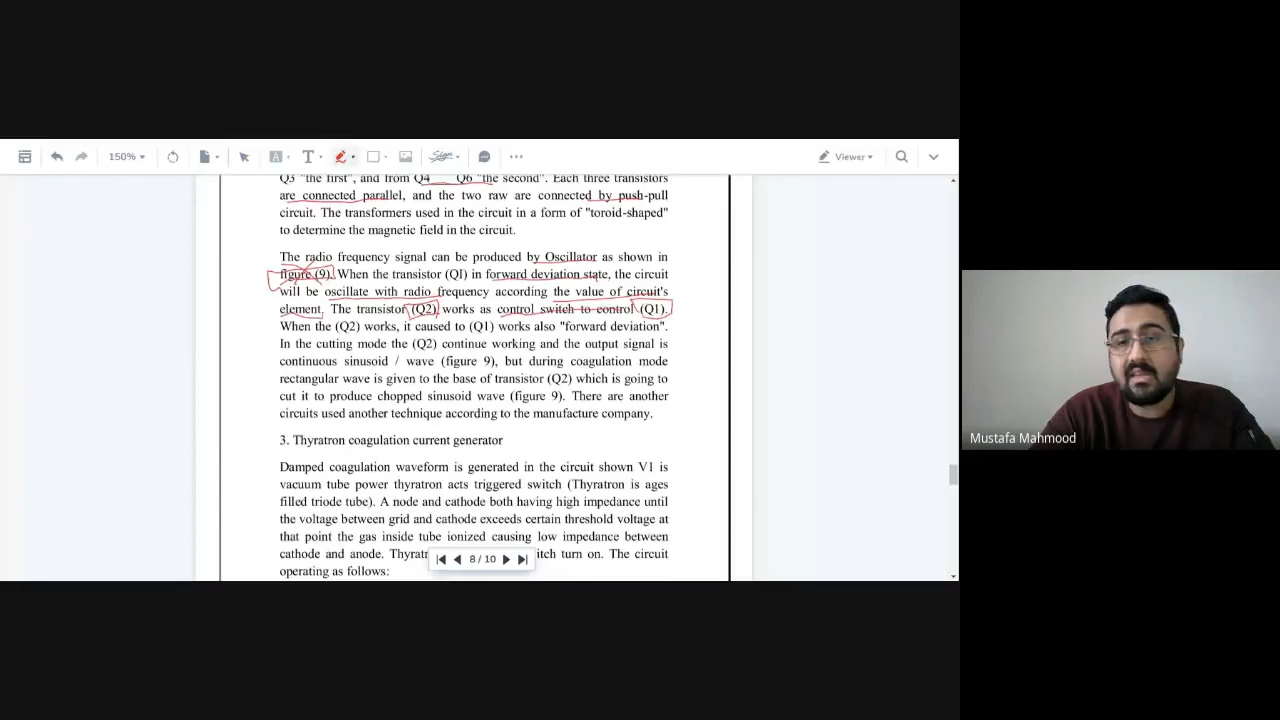 150%
T
Sign
Viewer
Q3 "the first", and from Q4 Q6 "the second". Each three transistors
are connected parallel, and the two raw are connected by push-pull
circuit. The transformers used in the circuit in a form of "toroid-shaped"
to determine the magnetic field in the circuit.
The radio frequency signal can be produced by Oscillator as shown in
figure (9). When the transistor (QI) in forward deviation state, the circuit
will be oscillate with radio frequency according the value of circuit's
element. The transistor (Q2) works as control switch to control (Q1).
When the (Q2) works, it caused to (Q1) works also "forward deviation".
In the cutting mode the (Q2) continue working and the output signal is
continuous sinusoid / wave (figure 9), but during coagulation mode
rectangular wave is given to the base of transistor (Q2) which is going to
cut it to produce chopped sinusoid wave (figure 9). There are another
circuits used another technique according to the manufacture company.
3. Thyratron coagulation current generator
Damped coagulation waveform is generated in the circuit shown V1 is
vacuum tube power thyratron acts triggered switch (Thyratron is ages
filled triode tube). A node and cathode both having high impedance until
the voltage between grid and cathode exceeds certain threshold voltage at
that point the gas inside tube ionized causing low impedance between
cathode and anode. Thyratr itch turn on. The circuit
operating as follows:
8 / 10
Mustafa Mahmood